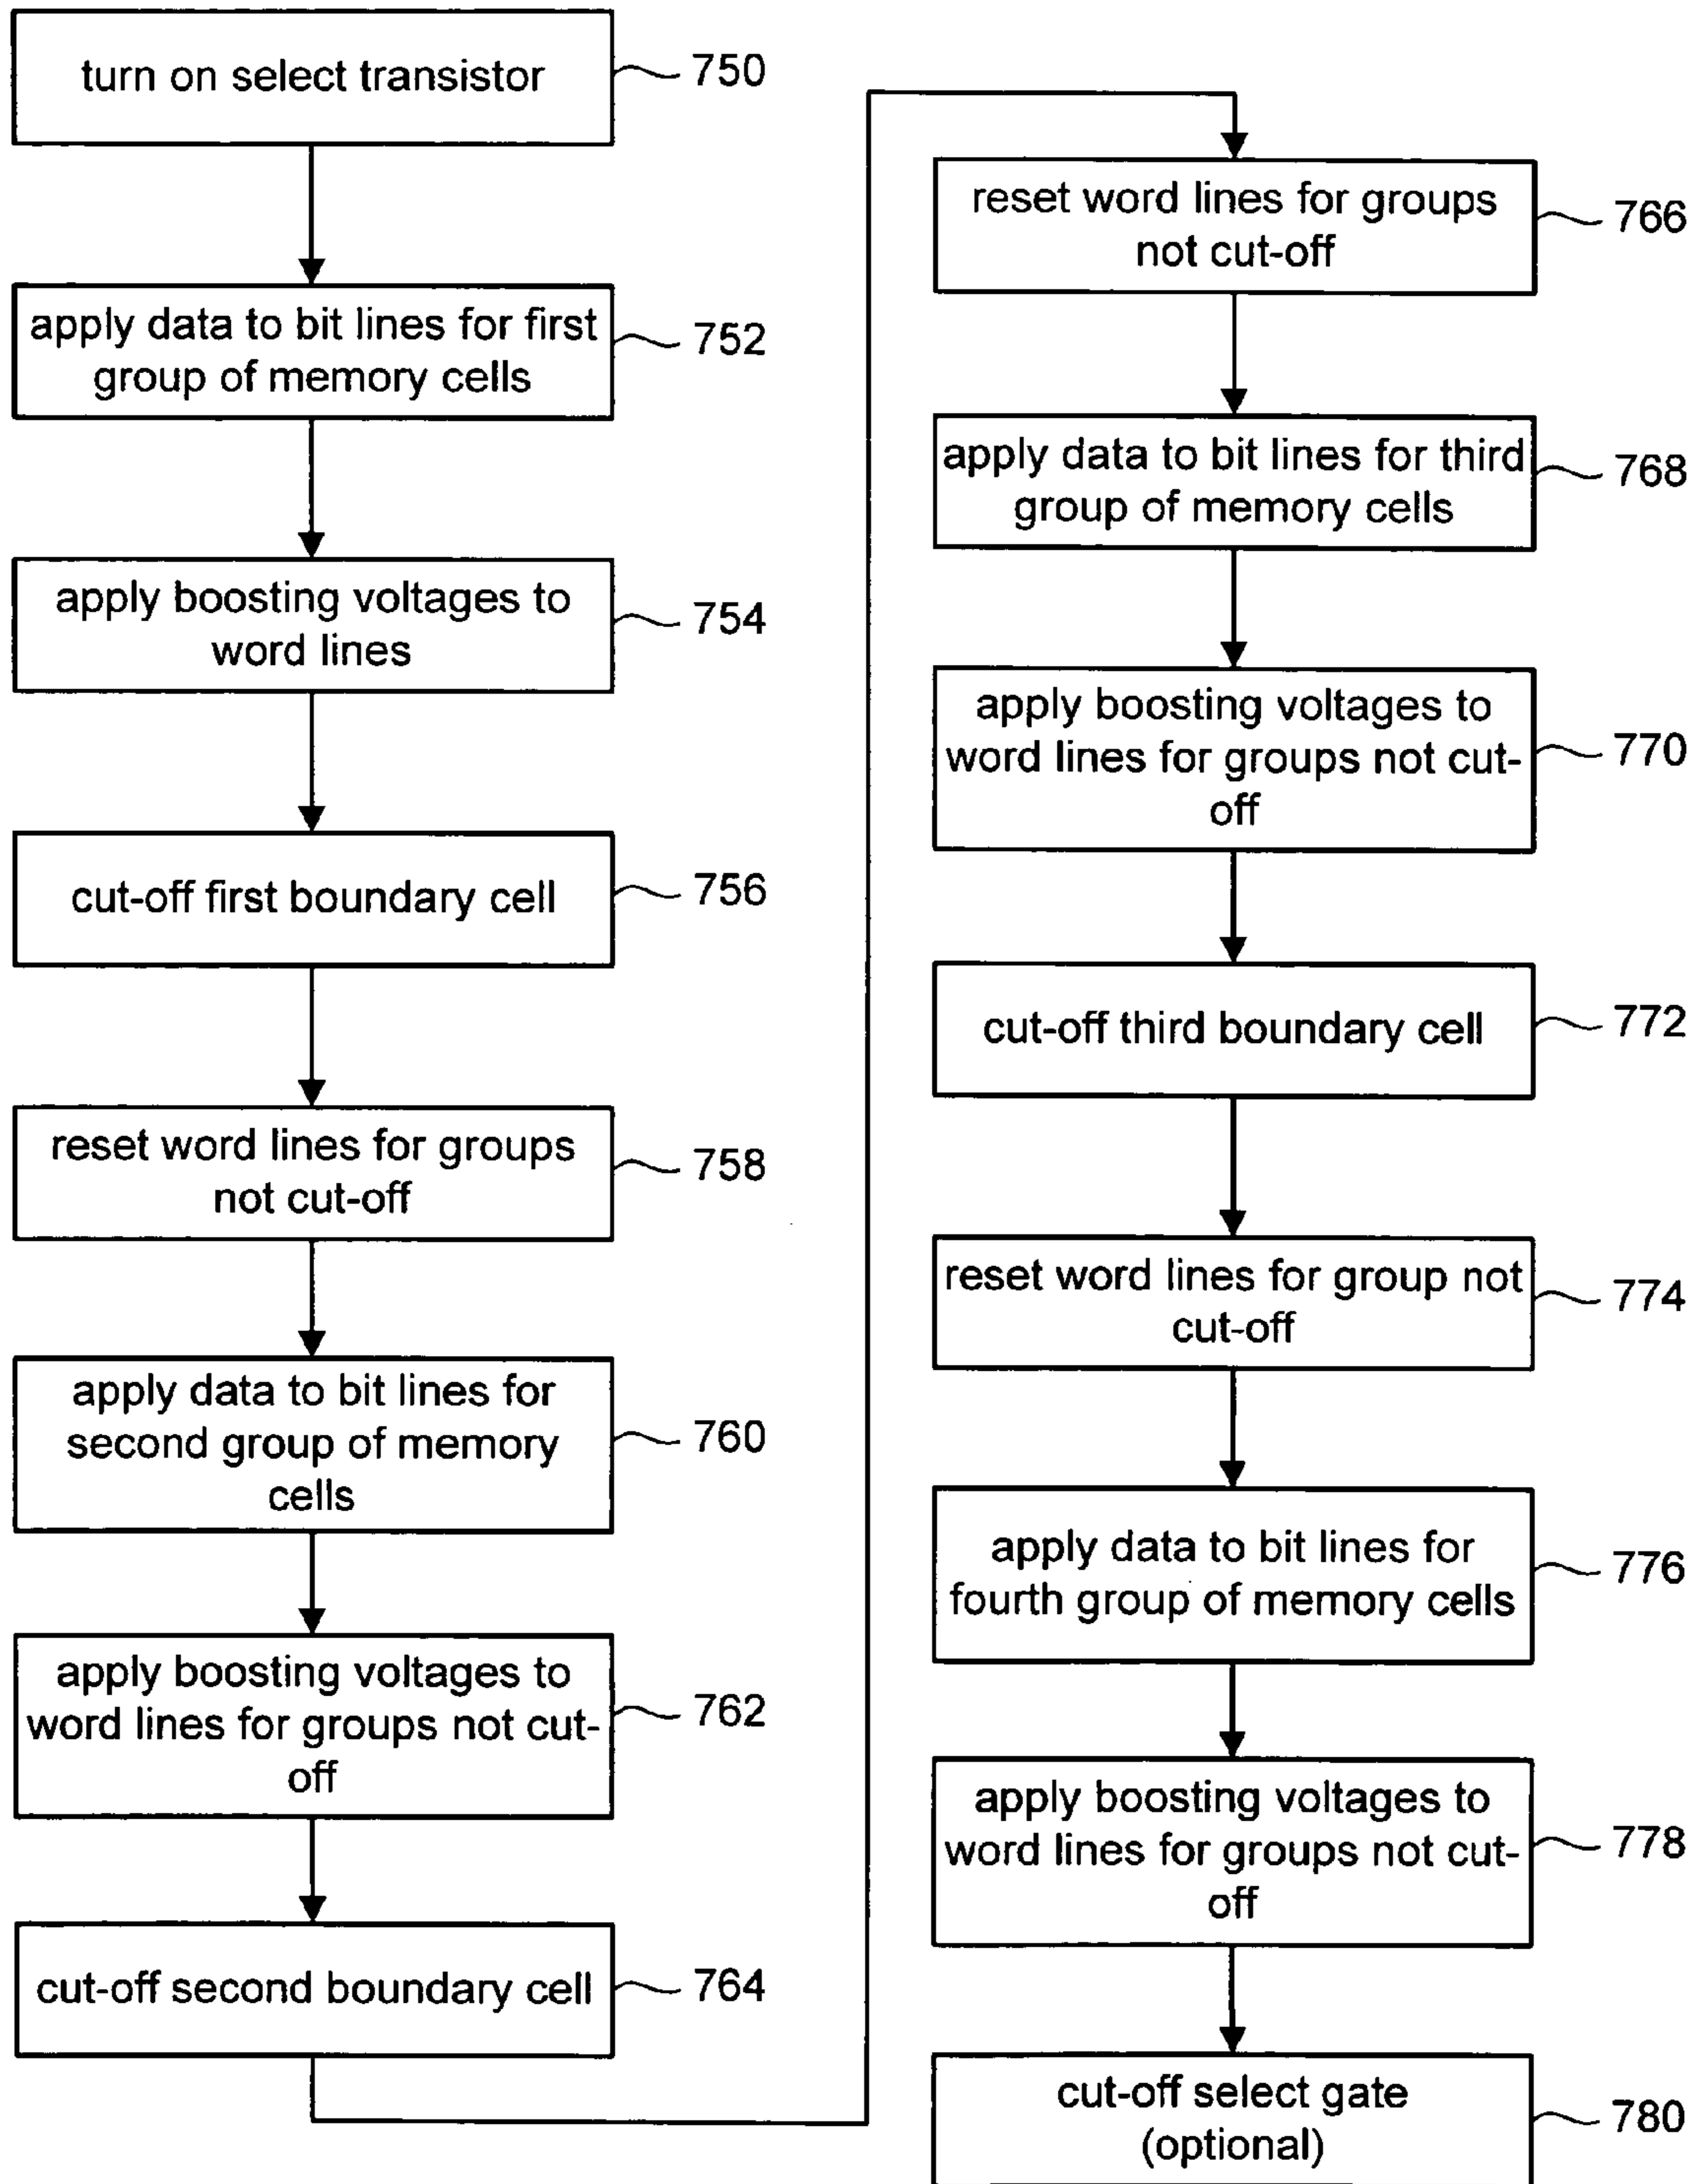 turn on select transistor
750
apply data to bit lines for first
group of memory cells
752
apply boosting voltages to
word lines
754
cut-off first boundary cell
756
reset word lines for groups
not cut-off
758
apply data to bit lines for
second group of memory
cells
760
apply boosting voltages to
word lines for groups not cut-
off
762
cut-off second boundary cell
764
reset word lines for groups
not cut-off
766
apply data to bit lines for third
group of memory cells
768
apply boosting voltages to
word lines for groups not cut-
off
770
cut-off third boundary cell
772
reset word lines for group not
cut-off
774
apply data to bit lines for
fourth group of memory cells
776
apply boosting voltages to
word lines for groups not cut-
off
778
cut-off select gate
(optional)
780